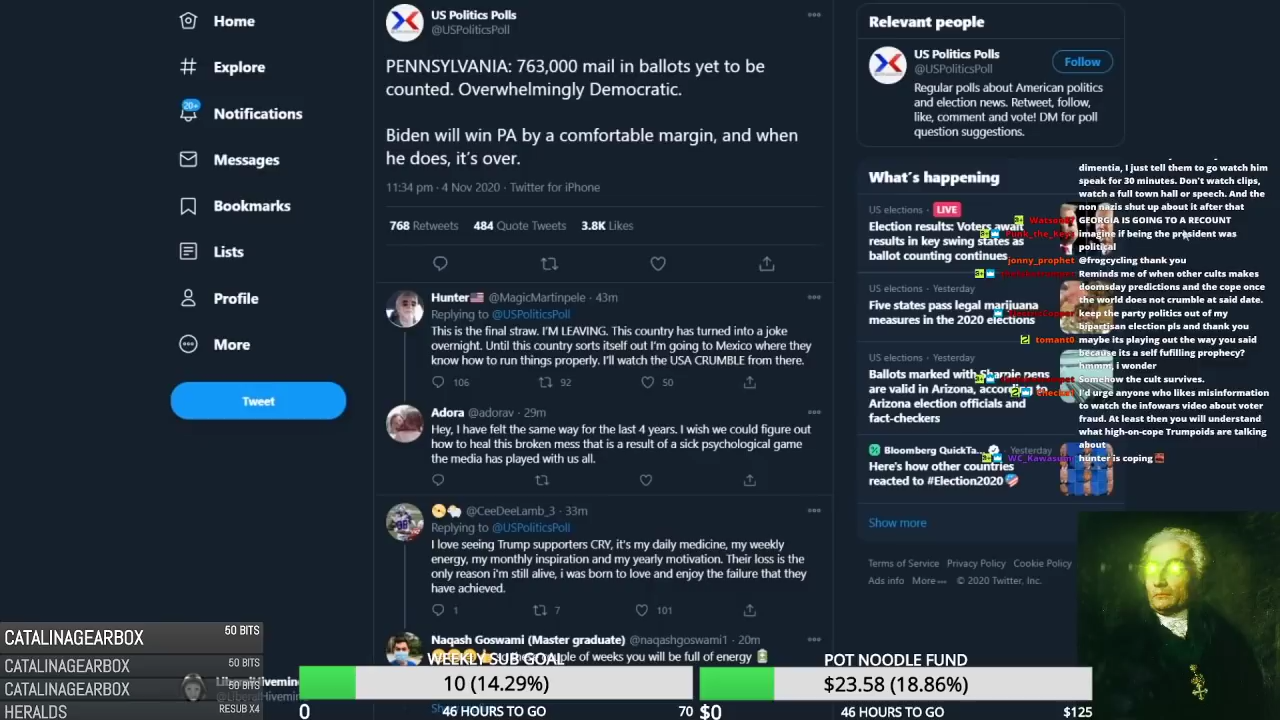 Home
Explore
20+
Notifications
Messages
Bookmarks
Lists
Profile
More
Tweet
US Politics Polls
@USPoliticsPoll
PENNSYLVANIA: 763,000 mail in ballots yet to be
counted. Overwhelmingly Democratic.
Biden will win PA by a comfortable margin, and when
he does, it's over.
11:34 pm · 4 Nov 2020 · Twitter for iPhone
768 Retweets 484 Quote Tweets 3.8K Likes
Hunter @MagicMartinpele · 43m
Replying to @USPoliticsPoll
This is the final straw. I'M LEAVING. This country has turned into a joke
overnight. Until this country sorts itself out I'm going to Mexico where they
know how to run things properly. I'll watch the USA CRUMBLE from there.
106 92 50
Adora @adorav · 29m
Hey, I have felt the same way for the last 4 years. I wish we could figure out
how to heal this broken mess that is a result of a sick psychological game
the media has played with us all.
@CeeDeeLamb_3 · 33m
Replying to @USPoliticsPoll
I love seeing Trump supporters CRY, it's my daily medicine, my weekly
energy, my monthly inspiration and my yearly motivation. Their loss is the
only reason i'm still alive, i was born to love and enjoy the failure that they
have achieved.
1 7 101
Naqash Goswami (Master graduate) @naqashgoswami1 · 20m
couple of weeks you will be full of energy
Relevant people
US Politics Polls
@USPoliticsPoll
Follow
Regular polls about American politics
and election news. Retweet, follow,
like, comment and vote! DM for poll
question suggestions.
What's happening
US elections · LIVE
Election results: Voters await
results in key swing states as
ballot counting continues
US elections · Yesterday
Five states pass legal marijuana
measures in the 2020 elections
US elections · Yesterday
Ballots marked with Sharpie pens
are valid in Arizona, according to
Arizona election officials and
fact-checkers
Bloomberg QuickTa... · Yesterday
Here's how other countries
reacted to #Election2020
Show more
Terms of Service Privacy Policy Cookie Policy
Ads info More © 2020 Twitter, Inc.
dimentia, I just tell them to go watch him
speak for 30 minutes. Don't watch clips,
watch a full town hall or speech. And the
non nazis shut up about it after that
GEORGIA IS GOING TO A RECOUNT
imagine if being the president was
political
jonny_prophet @frogcycling thank you
Reminds me of when other cults makes
doomsday predictions and the cope once
the world does not crumble at said date.
keep the party politics out of my
bipartisan election pls and thank you
tomant0 maybe its playing out the way you said
because its a self fufilling prophecy?
hmmm, i wonder
Somehow the cult survives.
I'd urge anyone who likes misinformation
to watch the infowars video about voter
fraud. At least then you will understand
what high-on-cope Trumpoids are talking
about
hunter is coping
CATALINAGEARBOX 50 BITS
CATALINAGEARBOX 50 BITS
CATALINAGEARBOX 50 BITS
HERALDS RESUB X4
WEEKLY SUB GOAL
10 (14.29%)
0 46 HOURS TO GO 70
POT NOODLE FUND
$23.58 (18.86%)
$0 46 HOURS TO GO $125